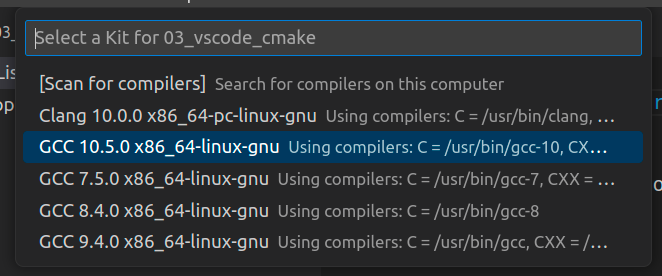 03_
Select a Kit for 03_vscode_cmake
Lis
[Scan for compilers] Search for compilers on this computer
op
Clang 10.0.0 x86_64-pc-linux-gnu Using compilers: C = /usr/bin/clang, …
GCC 10.5.0 x86_64-linux-gnu Using compilers: C = /usr/bin/gcc-10, CX…
GCC 7.5.0 x86_64-linux-gnu Using compilers: C = /usr/bin/gcc-7, CXX = …
GCC 8.4.0 x86_64-linux-gnu Using compilers: C = /usr/bin/gcc-8
GCC 9.4.0 x86_64-linux-gnu Using compilers: C = /usr/bin/gcc, CXX = /…